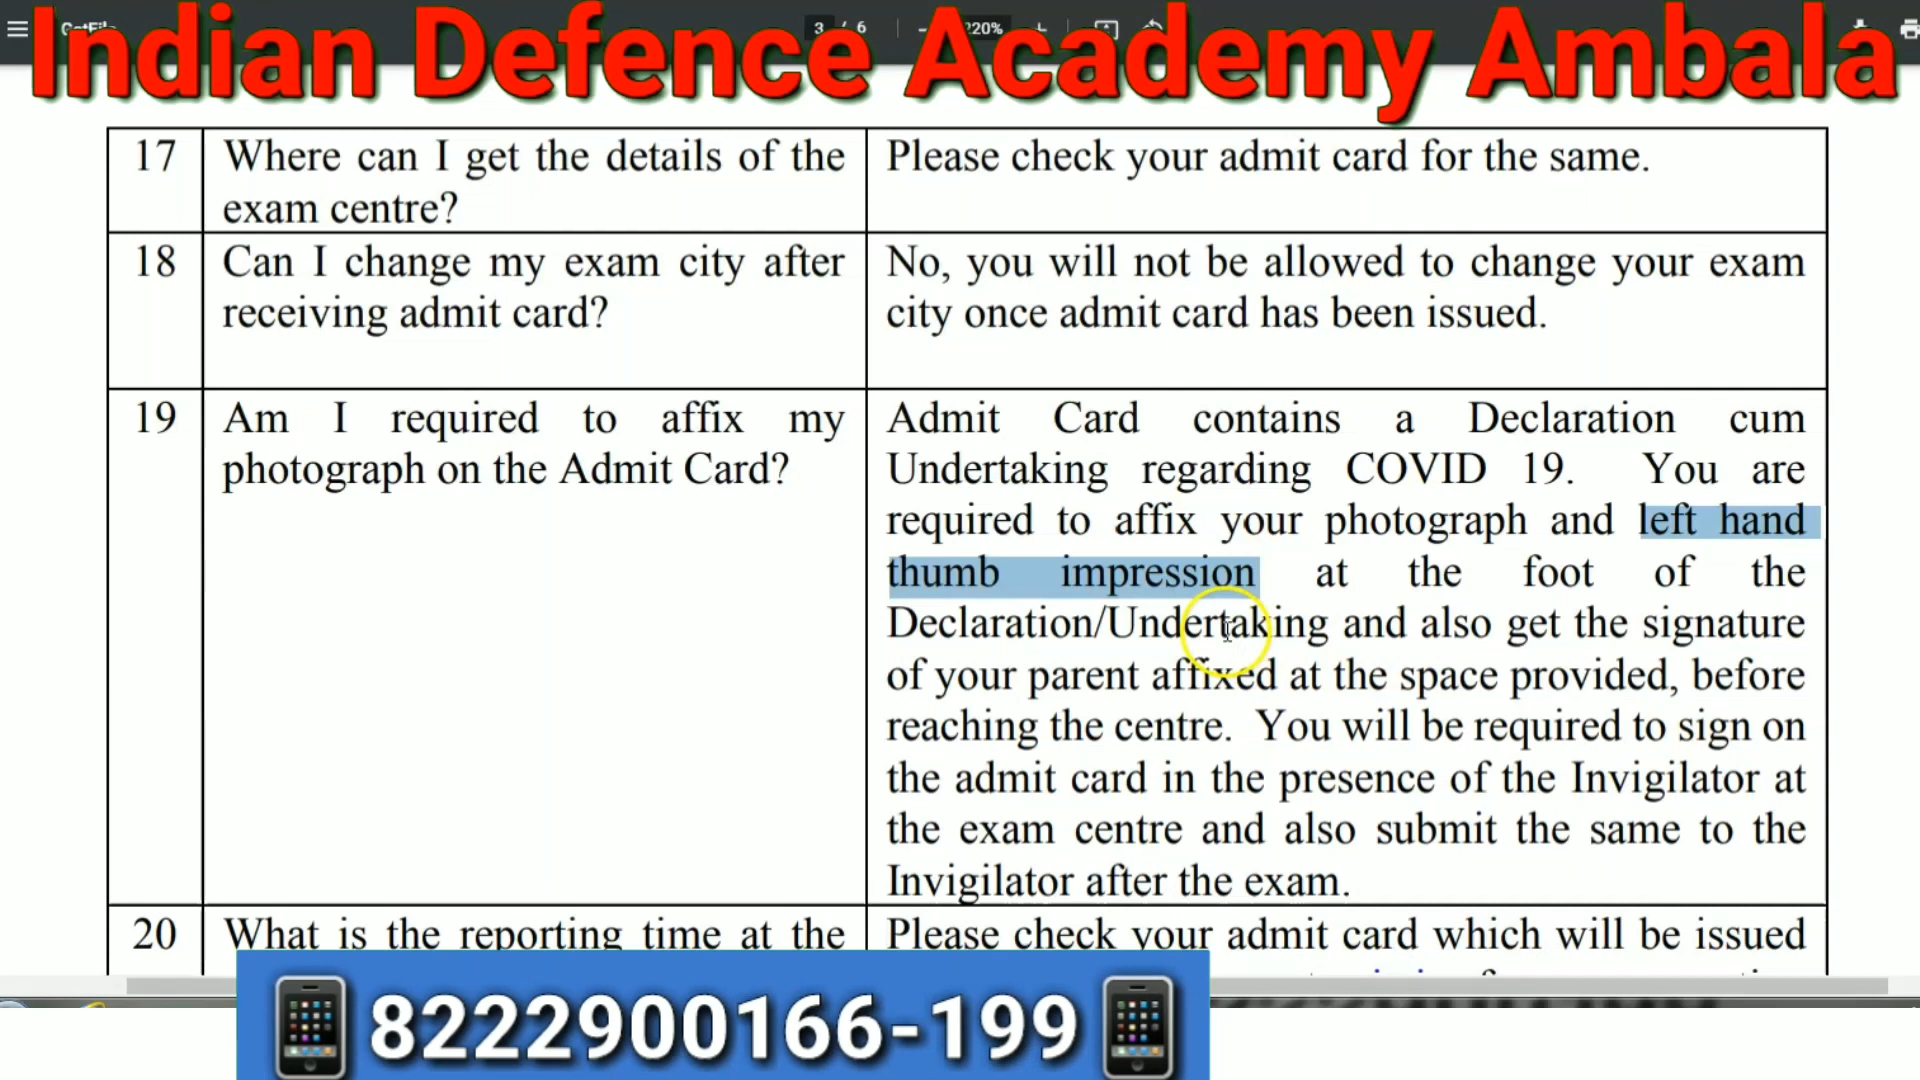 Indian Defence Academy Ambala
3 / 6
220%
17 Where can I get the details of the Please check your admit card for the same.
exam centre?
18 Can I change my exam city after No, you will not be allowed to change your exam
receiving admit card? city once admit card has been issued.
19 Am I required to affix my Admit Card contains a Declaration cum
photograph on the Admit Card? Undertaking regarding COVID 19. You are
required to affix your photograph and left hand
thumb impression at the foot of the
Declaration/Undertaking and also get the signature
of your parent affixed at the space provided, before
reaching the centre. You will be required to sign on
the admit card in the presence of the Invigilator at
the exam centre and also submit the same to the
Invigilator after the exam.
20 What is the reporting time at the Please check your admit card which will be issued
8222900166-199